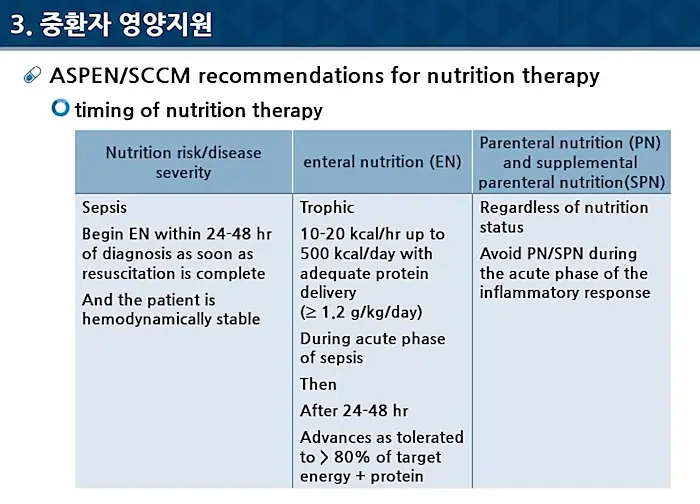 3. 중환자 영양지원
ASPEN/SCCM recommendations for nutrition therapy
timing of nutrition therapy
Nutrition risk/disease
severity
enteral nutrition (EN)
Parenteral nutrition (PN)
and supplemental
parenteral nutrition(SPN)
Sepsis
Begin EN within 24-48 hr
of diagnosis as soon as
resuscitation is complete
And the patient is
hemodynamically stable
Trophic
10-20 kcal/hr up to
500 kcal/day with
adequate protein
delivery
(≥ 1.2 g/kg/day)
During acute phase
of sepsis
Then
After 24-48 hr
Advances as tolerated
to > 80% of target
energy + protein
Regardless of nutrition
status
Avoid PN/SPN during
the acute phase of the
inflammatory response